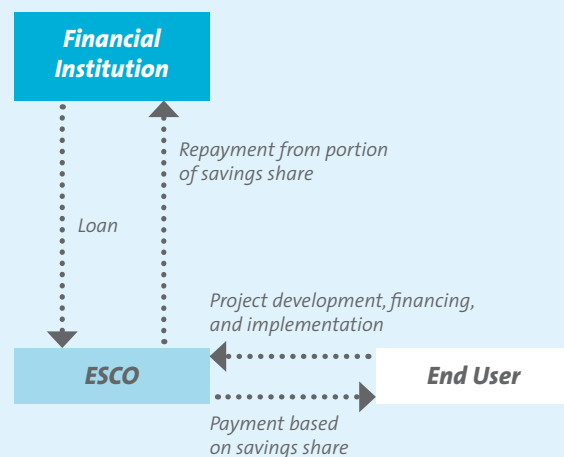 Financial
Institution
Repayment from portion
of savings share
Loan
Project development, financing,
and implementation
ESCO
End User
Payment based
on savings share